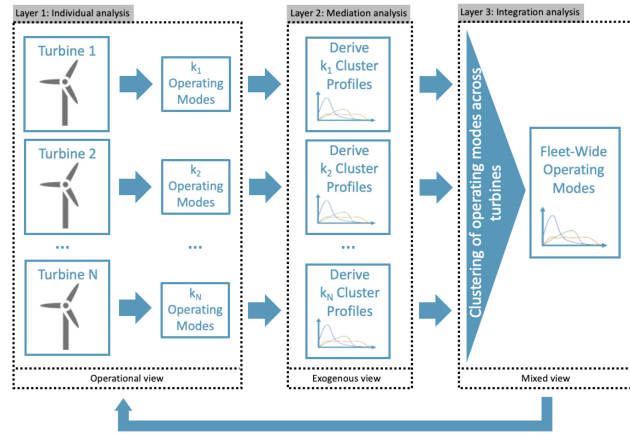 Layer 1: Individual analysis
Layer 2: Mediation analysis
Layer 3: Integration analysis
Turbine 1
k1
Operating
Modes
Derive
k1 Cluster
Profiles
Turbine 2
k2
Operating
Modes
Derive
k2 Cluster
Profiles
...
...
...
Turbine N
kN
Operating
Modes
Derive
kN Cluster
Profiles
Clustering of operating modes across
turbines
Fleet-Wide
Operating
Modes
Operational view
Exogenous view
Mixed view